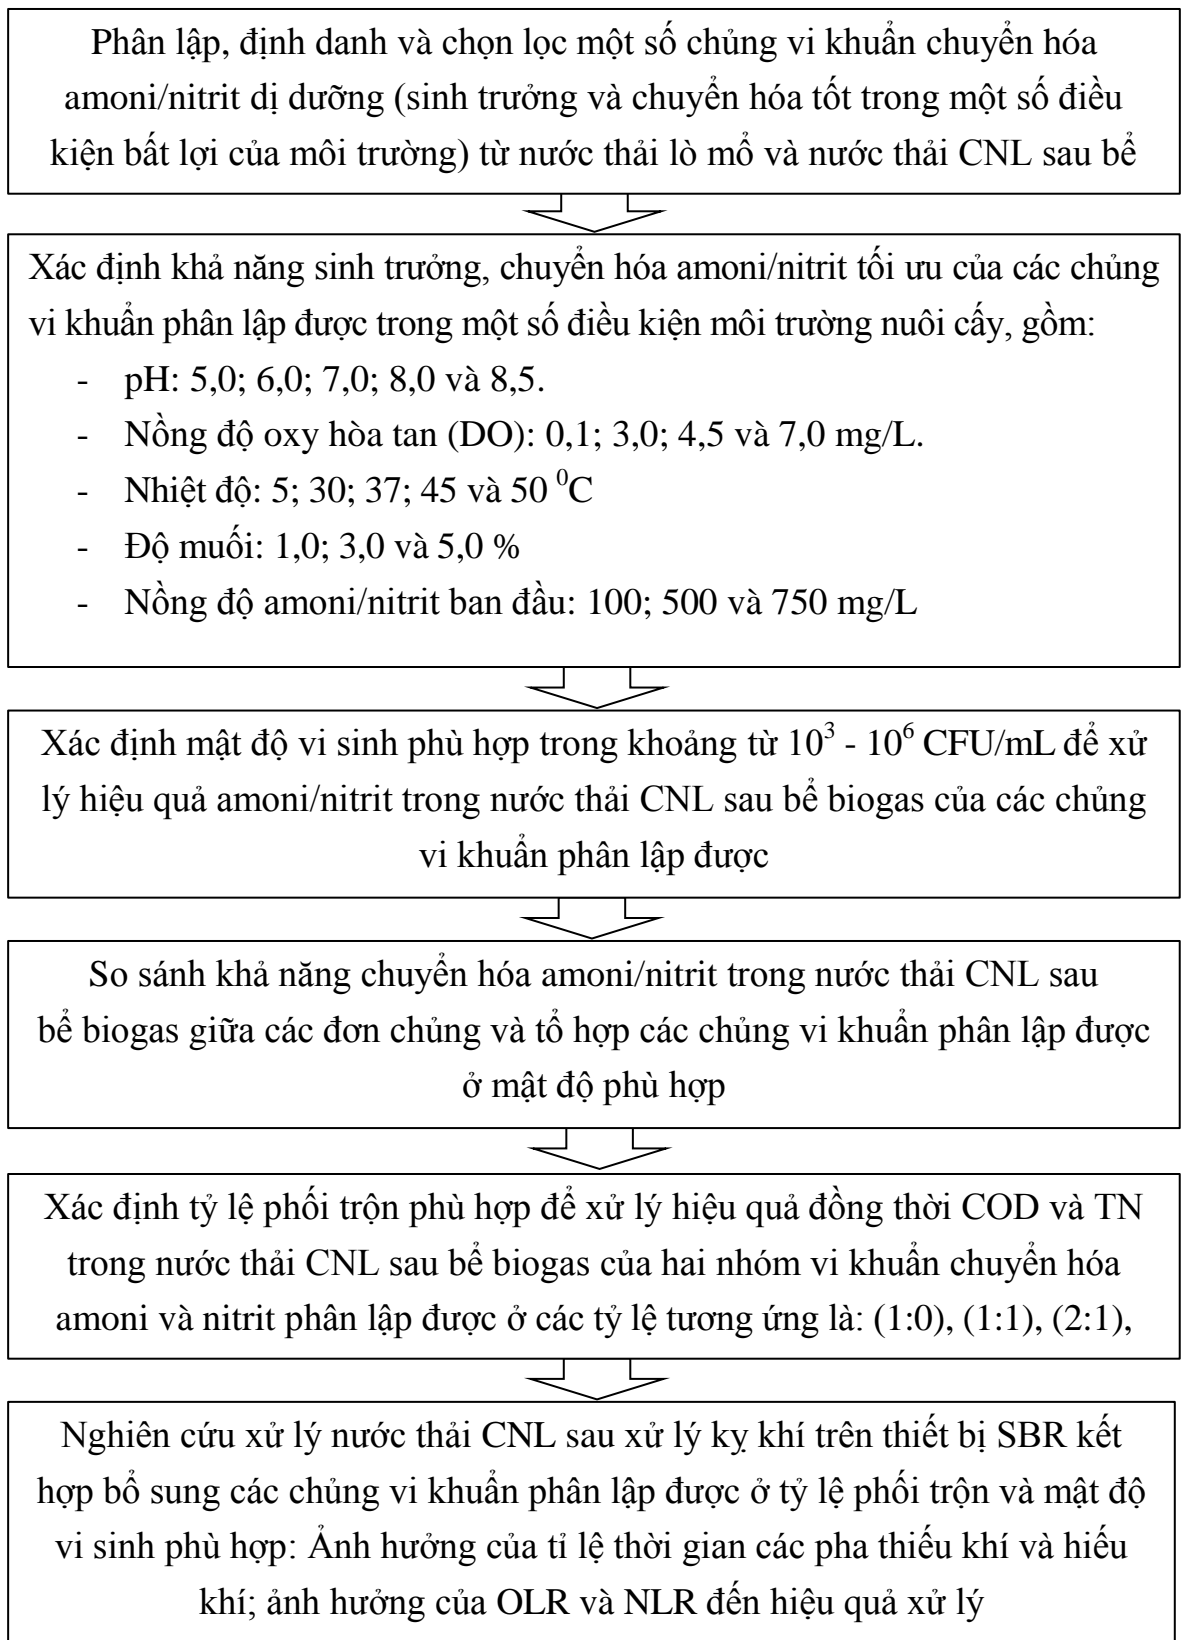 Phân lập, định danh và chọn lọc một số chủng vi khuẩn chuyển hóa
amoni/nitrit dị dưỡng (sinh trưởng và chuyển hóa tốt trong một số điều
kiện bất lợi của môi trường) từ nước thải lò mổ và nước thải CNL sau bể
Xác định khả năng sinh trưởng, chuyển hóa amoni/nitrit tối ưu của các chủng
vi khuẩn phân lập được trong một số điều kiện môi trường nuôi cấy, gồm:
- pH: 5,0; 6,0; 7,0; 8,0 và 8,5.
- Nồng độ oxy hòa tan (DO): 0,1; 3,0; 4,5 và 7,0 mg/L.
- Nhiệt độ: 5; 30; 37; 45 và 50 ⁰C
- Độ muối: 1,0; 3,0 và 5,0 %
- Nồng độ amoni/nitrit ban đầu: 100; 500 và 750 mg/L
Xác định mật độ vi sinh phù hợp trong khoảng từ 10³ - 10⁶ CFU/mL để xử
lý hiệu quả amoni/nitrit trong nước thải CNL sau bể biogas của các chủng
vi khuẩn phân lập được
So sánh khả năng chuyển hóa amoni/nitrit trong nước thải CNL sau
bể biogas giữa các đơn chủng và tổ hợp các chủng vi khuẩn phân lập được
ở mật độ phù hợp
Xác định tỷ lệ phối trộn phù hợp để xử lý hiệu quả đồng thời COD và TN
trong nước thải CNL sau bể biogas của hai nhóm vi khuẩn chuyển hóa
amoni và nitrit phân lập được ở các tỷ lệ tương ứng là: (1:0), (1:1), (2:1),
Nghiên cứu xử lý nước thải CNL sau xử lý kỵ khí trên thiết bị SBR kết
hợp bổ sung các chủng vi khuẩn phân lập được ở tỷ lệ phối trộn và mật độ
vi sinh phù hợp: Ảnh hưởng của tỉ lệ thời gian các pha thiếu khí và hiếu
khí; ảnh hưởng của OLR và NLR đến hiệu quả xử lý